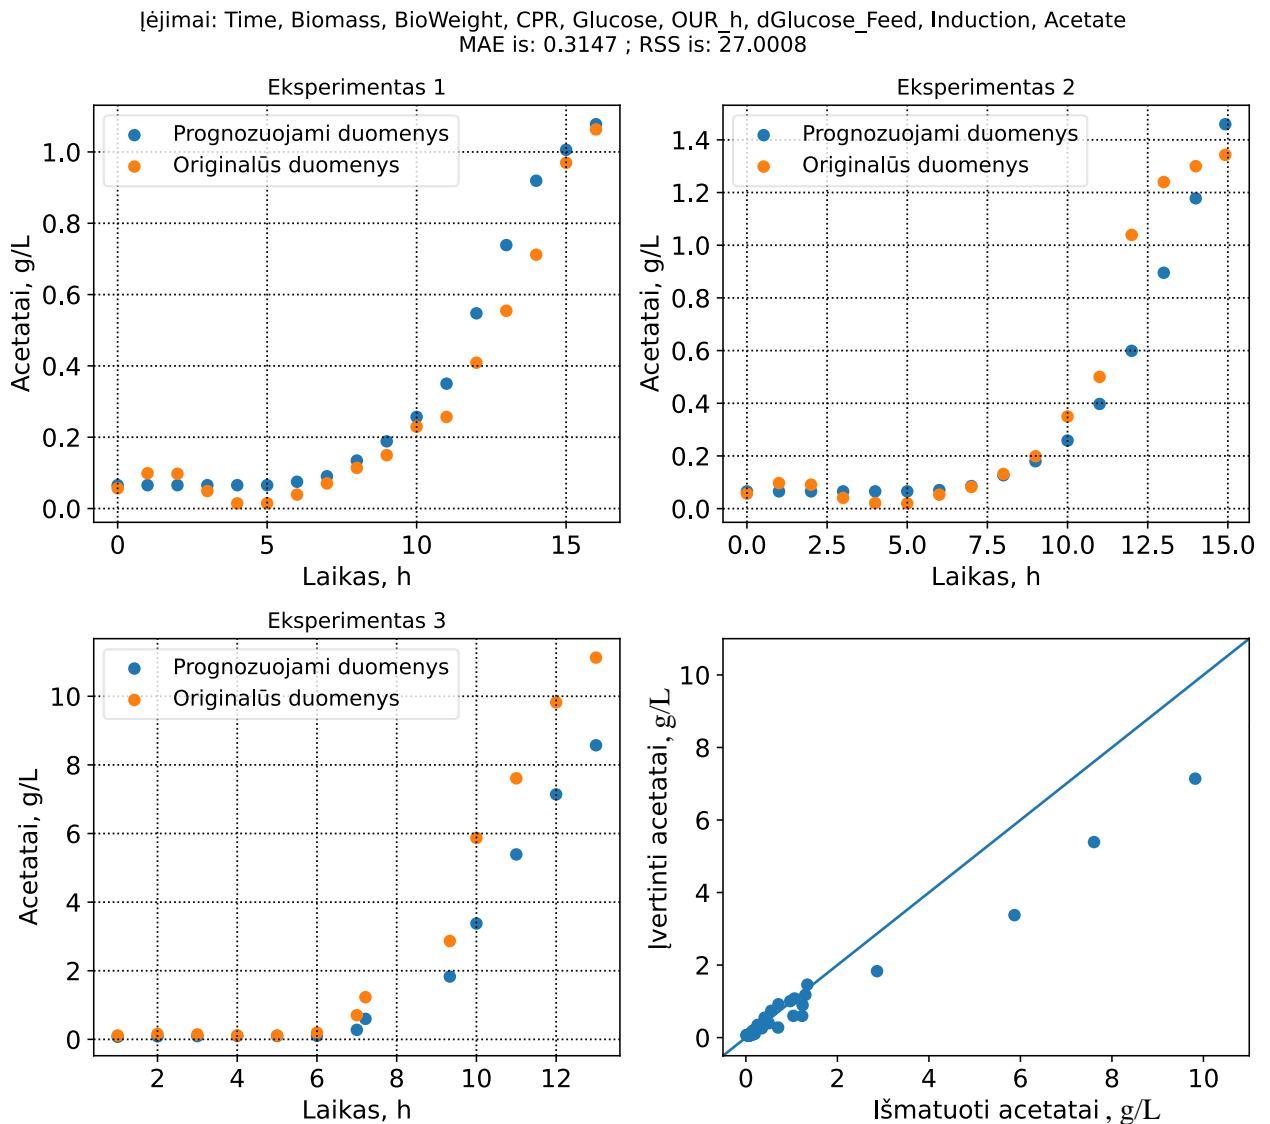 Įėjimai: Time, Biomass, BioWeight, CPR, Glucose, OUR_h, dGlucose_Feed, Induction, Acetate
MAE is: 0.3147 ; RSS is: 27.0008
Eksperimentas 1
Prognozuojami duomenys
Originalūs duomenys
Acetatai, g/L
1.0
0.8
0.6
0.4
0.2
0.0
0 5 10 15
Laikas, h
Eksperimentas 2
Prognozuojami duomenys
Originalūs duomenys
Acetatai, g/L
1.4
1.2
1.0
0.8
0.6
0.4
0.2
0.0
0.0 2.5 5.0 7.5 10.0 12.5 15.0
Laikas, h
Eksperimentas 3
Prognozuojami duomenys
Originalūs duomenys
Acetatai, g/L
10
8
6
4
2
0
2 4 6 8 10 12
Laikas, h
Įvertinti acetatai, g/L
10
8
6
4
2
0
0 2 4 6 8 10
Išmatuoti acetatai , g/L